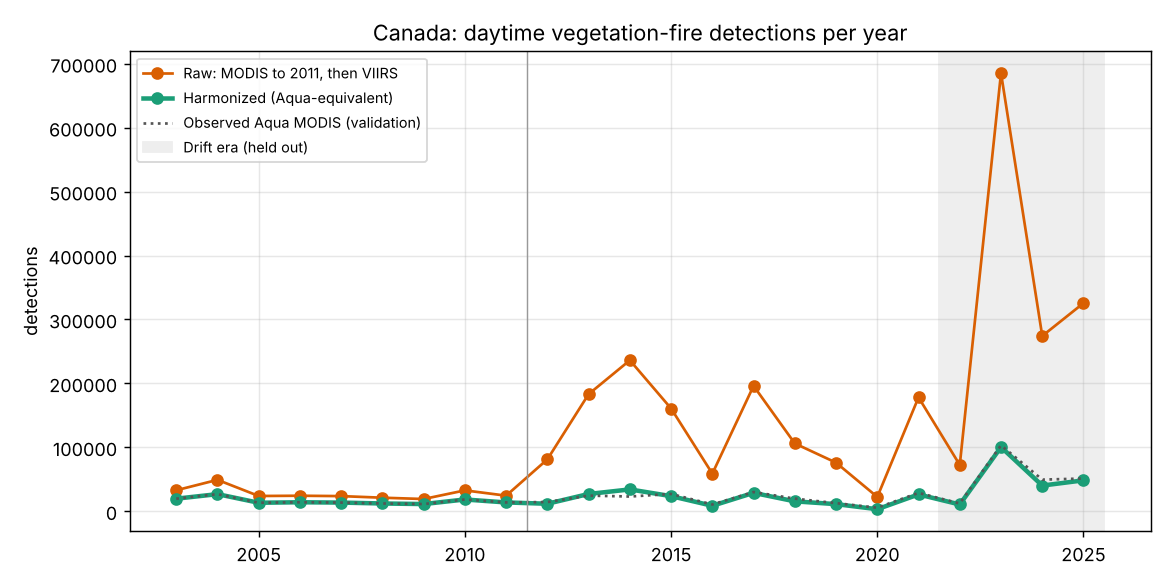 Canada: daytime vegetation-fire detections per year
Raw: MODIS to 2011, then VIIRS
Harmonized (Aqua-equivalent)
Observed Aqua MODIS (validation)
Drift era (held out)
detections
700000
600000
500000
400000
300000
200000
100000
0
2005
2010
2015
2020
2025